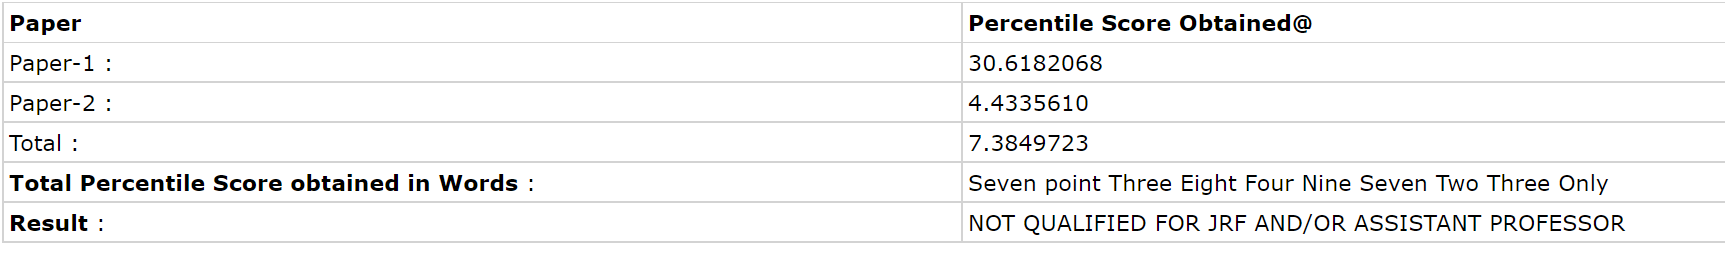 Paper Percentile Score Obtained@
Paper-1 : 30.6182068
Paper-2 : 4.4335610
Total : 7.3849723
Total Percentile Score obtained in Words : Seven point Three Eight Four Nine Seven Two Three Only
Result : NOT QUALIFIED FOR JRF AND/OR ASSISTANT PROFESSOR